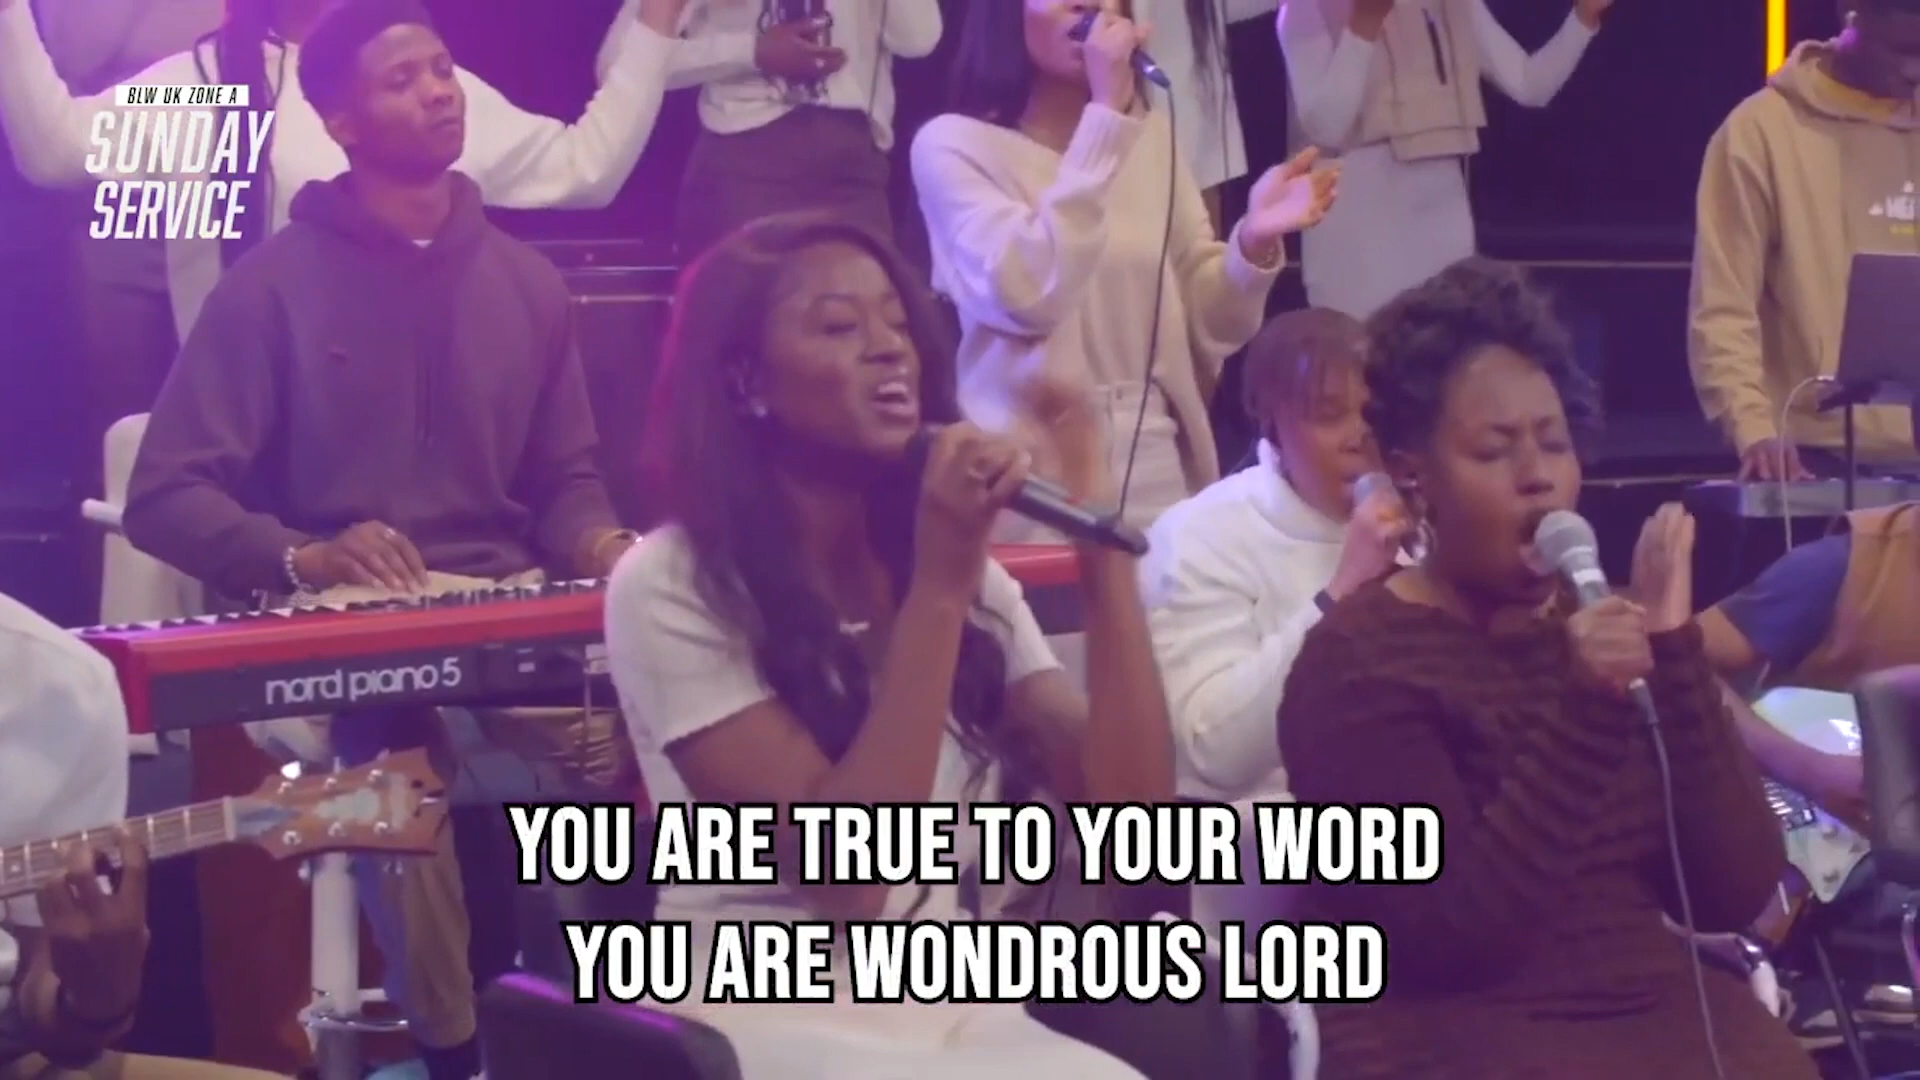 BLW UK ZONE A
SUNDAY
SERVICE
nord piano 5
YOU ARE TRUE TO YOUR WORD
YOU ARE WONDROUS LORD